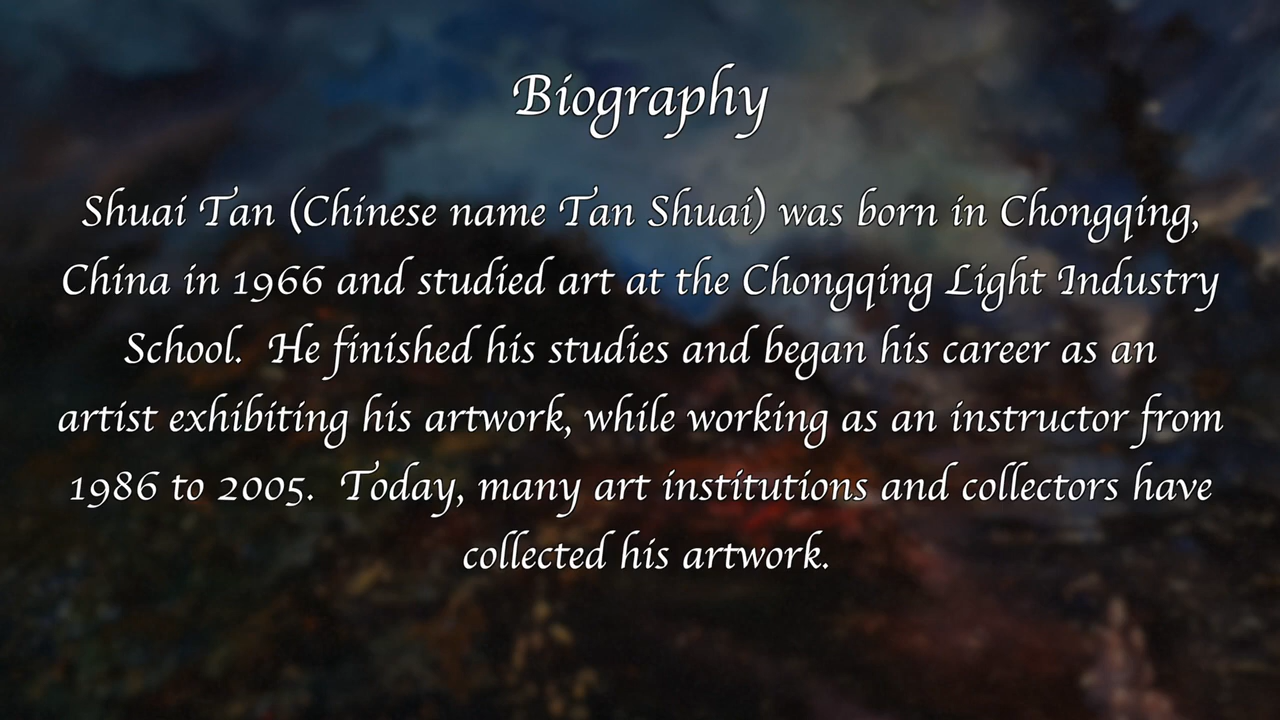 Biography
Shuai Tan (Chinese name Tan Shuai) was born in Chongqing,
China in 1966 and studied art at the Chongqing Light Industry
School.  He finished his studies and began his career as an
artist exhibiting his artwork, while working as an instructor from
1986 to 2005.  Today, many art institutions and collectors have
collected his artwork.